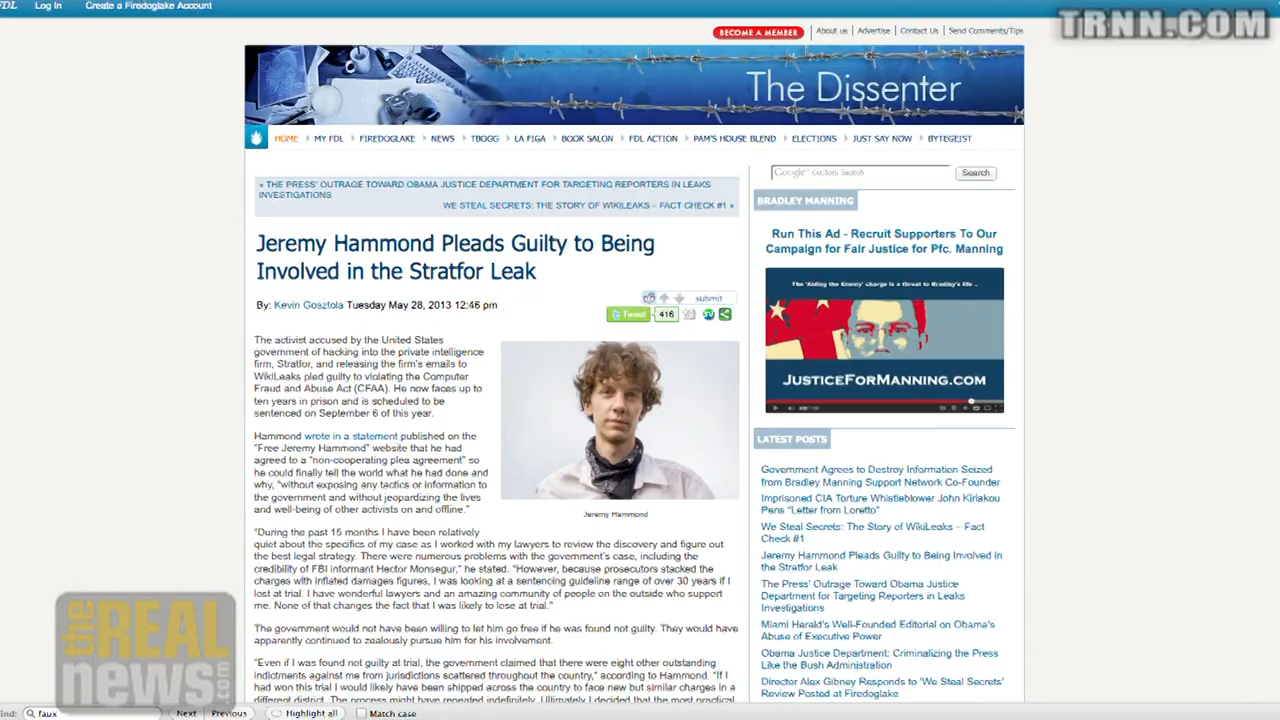 FDL Log In Create a Firedoglake Account
TRNN.COM
BECOME A MEMBER About us Advertise Contact Us Send Comments/Tips
The Dissenter
HOME MY FDL FIREDOGLAKE NEWS TBOGG LA FIGA BOOK SALON FDL ACTION PAM'S HOUSE BLEND ELECTIONS JUST SAY NOW BYTEGEIST
« THE PRESS' OUTRAGE TOWARD OBAMA JUSTICE DEPARTMENT FOR TARGETING REPORTERS IN LEAKS
INVESTIGATIONS
WE STEAL SECRETS: THE STORY OF WIKILEAKS – FACT CHECK #1 »
Jeremy Hammond Pleads Guilty to Being
Involved in the Stratfor Leak
By: Kevin Gosztola Tuesday May 28, 2013 12:46 pm
submit
Tweet 416
The activist accused by the United States
government of hacking into the private intelligence
firm, Stratfor, and releasing the firm's emails to
WikiLeaks pled guilty to violating the Computer
Fraud and Abuse Act (CFAA). He now faces up to
ten years in prison and is scheduled to be
sentenced on September 6 of this year.
Hammond wrote in a statement published on the
"Free Jeremy Hammond" website that he had
agreed to a "non-cooperating plea agreement" so
he could finally tell the world what he had done and
why, "without exposing any tactics or information to
the government and without jeopardizing the lives
and well-being of other activists on and offline."
Jeremy Hammond
"During the past 15 months I have been relatively
quiet about the specifics of my case as I worked with my lawyers to review the discovery and figure out
the best legal strategy. There were numerous problems with the government's case, including the
credibility of FBI informant Hector Monsegur," he stated. "However, because prosecutors stacked the
charges with inflated damages figures, I was looking at a sentencing guideline range of over 30 years if I
lost at trial. I have wonderful lawyers and an amazing community of people on the outside who support
me. None of that changes the fact that I was likely to lose at trial."
The government would not have been willing to let him go free if he was found not guilty. They would have
apparently continued to zealously pursue him for his involvement.
"Even if I was found not guilty at trial, the government claimed that there were eight other outstanding
indictments against me from jurisdictions scattered throughout the country," according to Hammond. "If I
had won this trial I would likely have been shipped across the country to face new but similar charges in a
different district. The process might have repeated indefinitely. Ultimately I decided that the most practical
Google Custom Search Search
BRADLEY MANNING
Run This Ad - Recruit Supporters To Our
Campaign for Fair Justice for Pfc. Manning
The 'Aiding the Enemy' charge is a threat to Bradley's life ..
JUSTICEFORMANNING.COM
LATEST POSTS
Government Agrees to Destroy Information Seized
from Bradley Manning Support Network Co-Founder
Imprisoned CIA Torture Whistleblower John Kiriakou
Pens "Letter from Loretto"
We Steal Secrets: The Story of WikiLeaks – Fact
Check #1
Jeremy Hammond Pleads Guilty to Being Involved in
the Stratfor Leak
The Press' Outrage Toward Obama Justice
Department for Targeting Reporters in Leaks
Investigations
Miami Herald's Well-Founded Editorial on Obama's
Abuse of Executive Power
Obama Justice Department: Criminalizing the Press
Like the Bush Administration
Director Alex Gibney Responds to 'We Steal Secrets'
Review Posted at Firedoglake
the REAL
news.com
ind: faux Next Previous Highlight all Match case